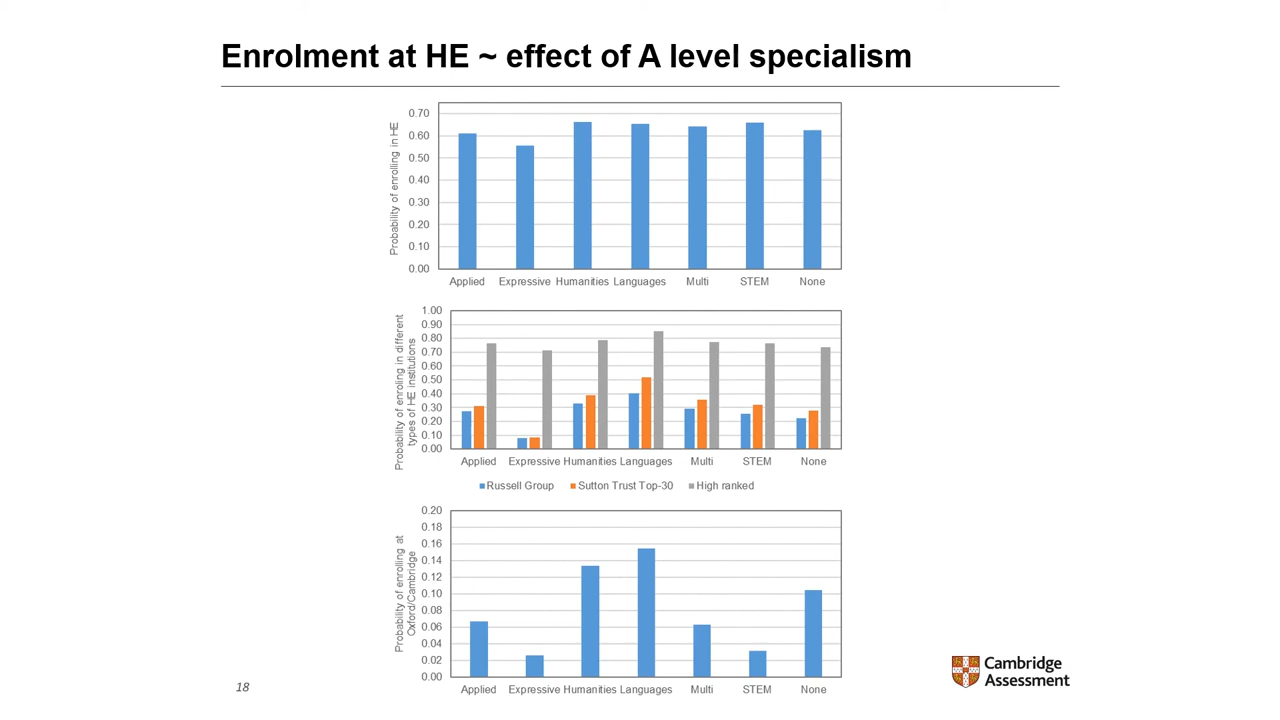 Enrolment at HE ~ effect of A level specialism
Probability of enrolling in HE
0.70
0.60
0.50
0.40
0.30
0.20
0.10
0.00
Applied Expressive Humanities Languages Multi STEM None
Probability of enroling in different
types of HE institutions
1.00
0.90
0.80
0.70
0.60
0.50
0.40
0.30
0.20
0.10
0.00
Applied Expressive Humanities Languages Multi STEM None
Russell Group Sutton Trust Top-30 High ranked
Probability of enrolling at
Oxford/Cambridge
0.20
0.18
0.16
0.14
0.12
0.10
0.08
0.06
0.04
0.02
0.00
Applied Expressive Humanities Languages Multi STEM None
18
Cambridge
Assessment